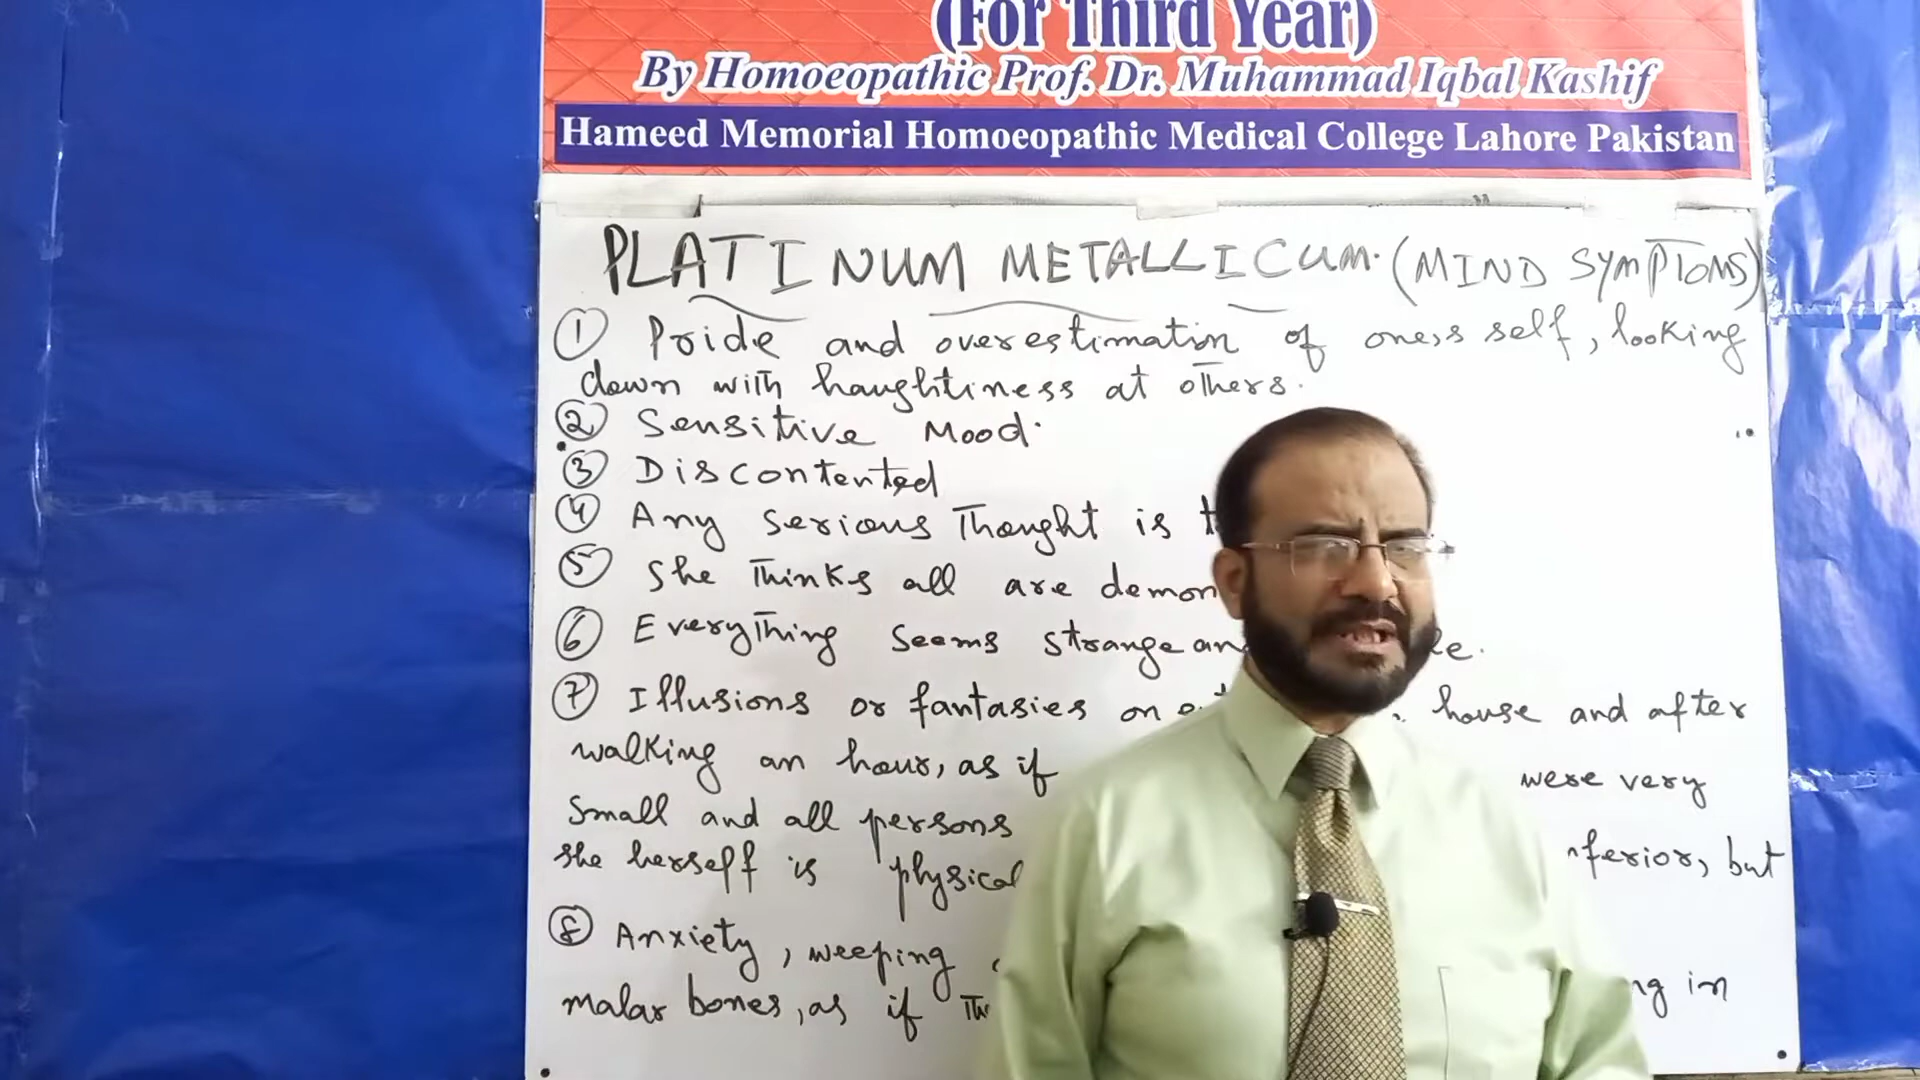 (For Third Year)
By Homoeopathic Prof. Dr. Muhammad Iqbal Kashif
Hameed Memorial Homoeopathic Medical College Lahore Pakistan
PLATINUM METALLICUM. (MIND SYMPTOMS)
① Pride and overestimation of one,s self, looking
down with haughtiness at others.
② Sensitive Mood.
③ Discontented
④ Any serious Thought is
⑤ She Thinks all are demon
⑥ Everything seems strange
⑦ Illusions or fantasies on house and after
walking an hour, as if were very
small and all persons
she herself is physical inferior, but
⑧ Anxiety, weeping
malar bones, as if in